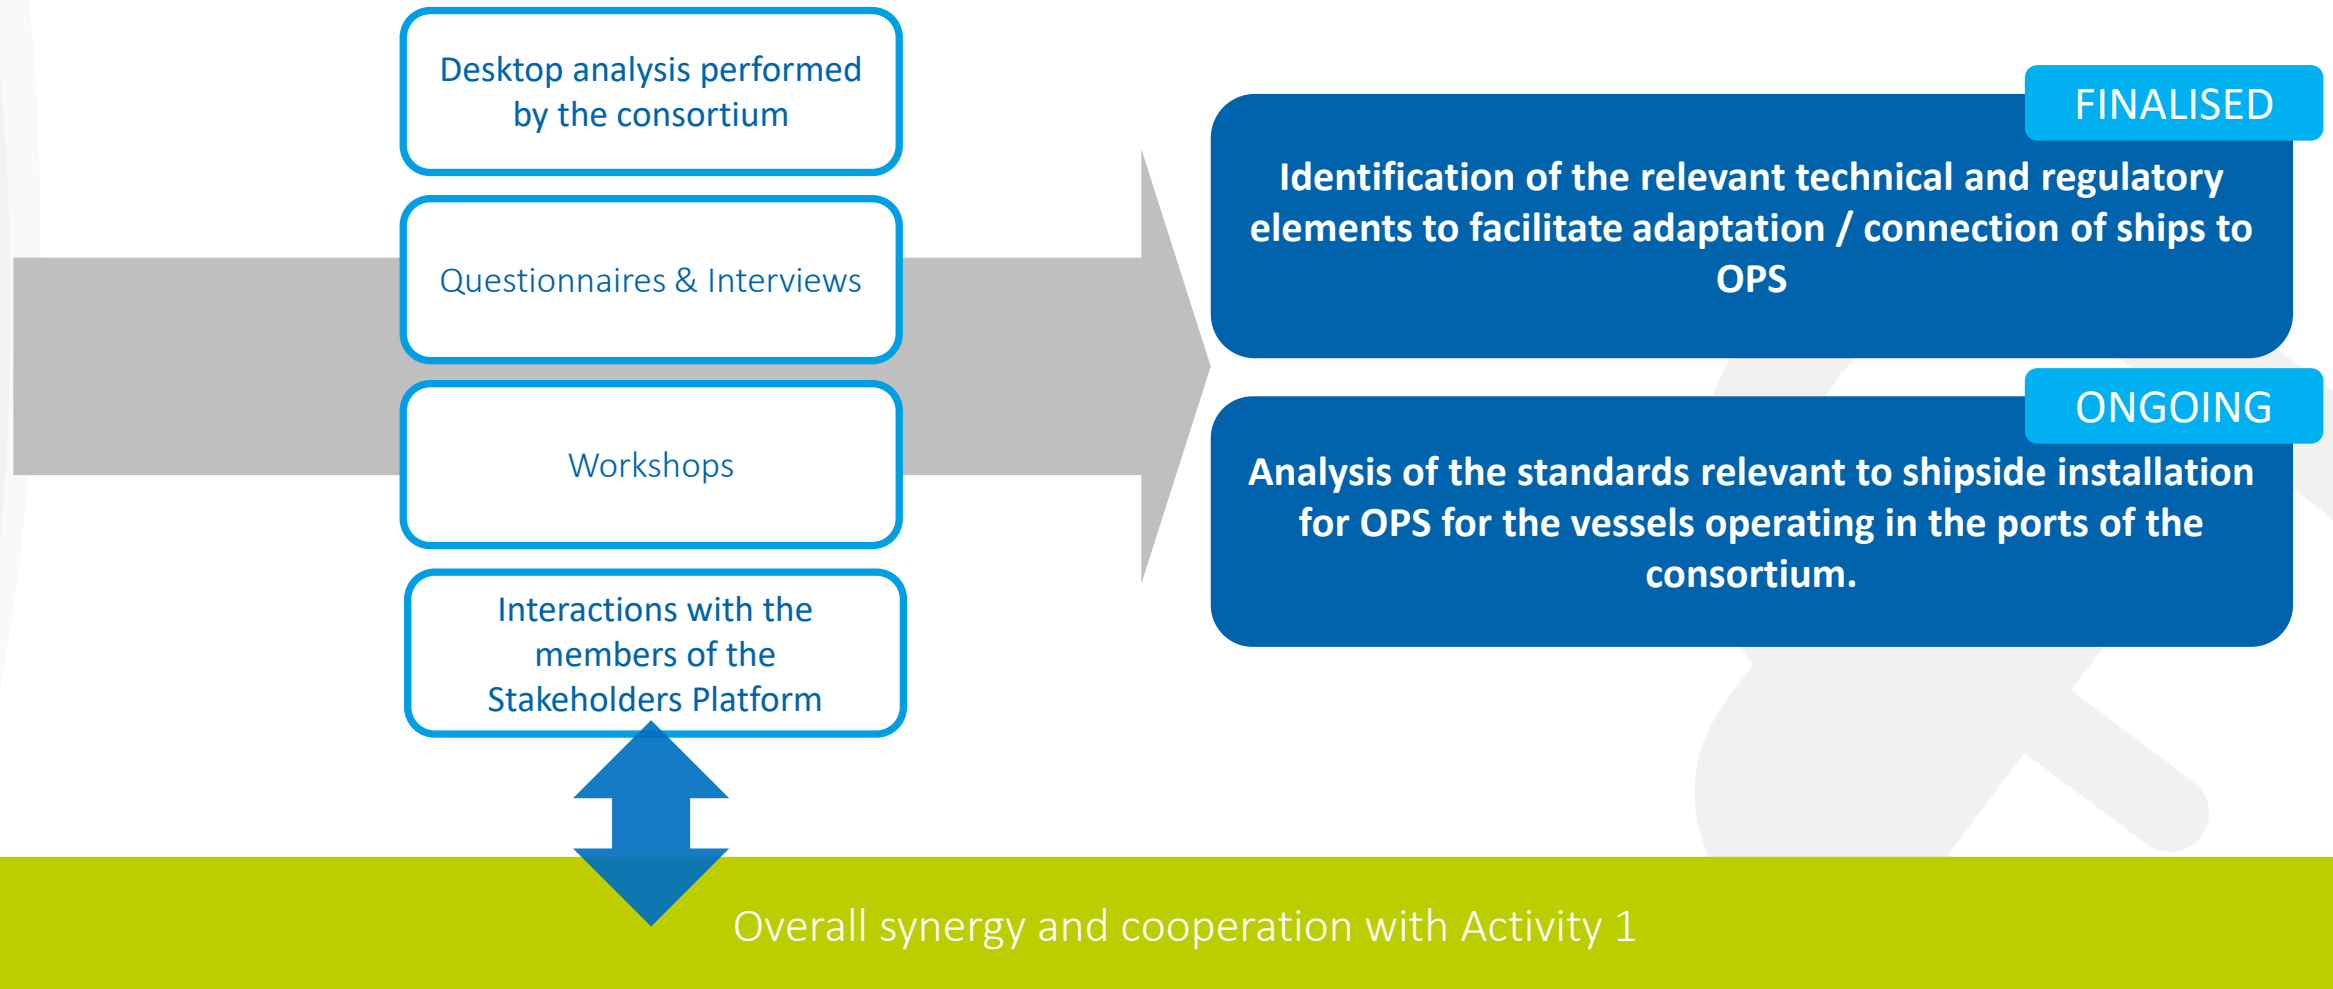 Desktop analysis performed
by the consortium
Questionnaires & Interviews
Workshops
Interactions with the
members of the
Stakeholders Platform
FINALISED
Identification of the relevant technical and regulatory
elements to facilitate adaptation / connection of ships to
OPS
ONGOING
Analysis of the standards relevant to shipside installation
for OPS for the vessels operating in the ports of the
consortium.
Overall synergy and cooperation with Activity 1